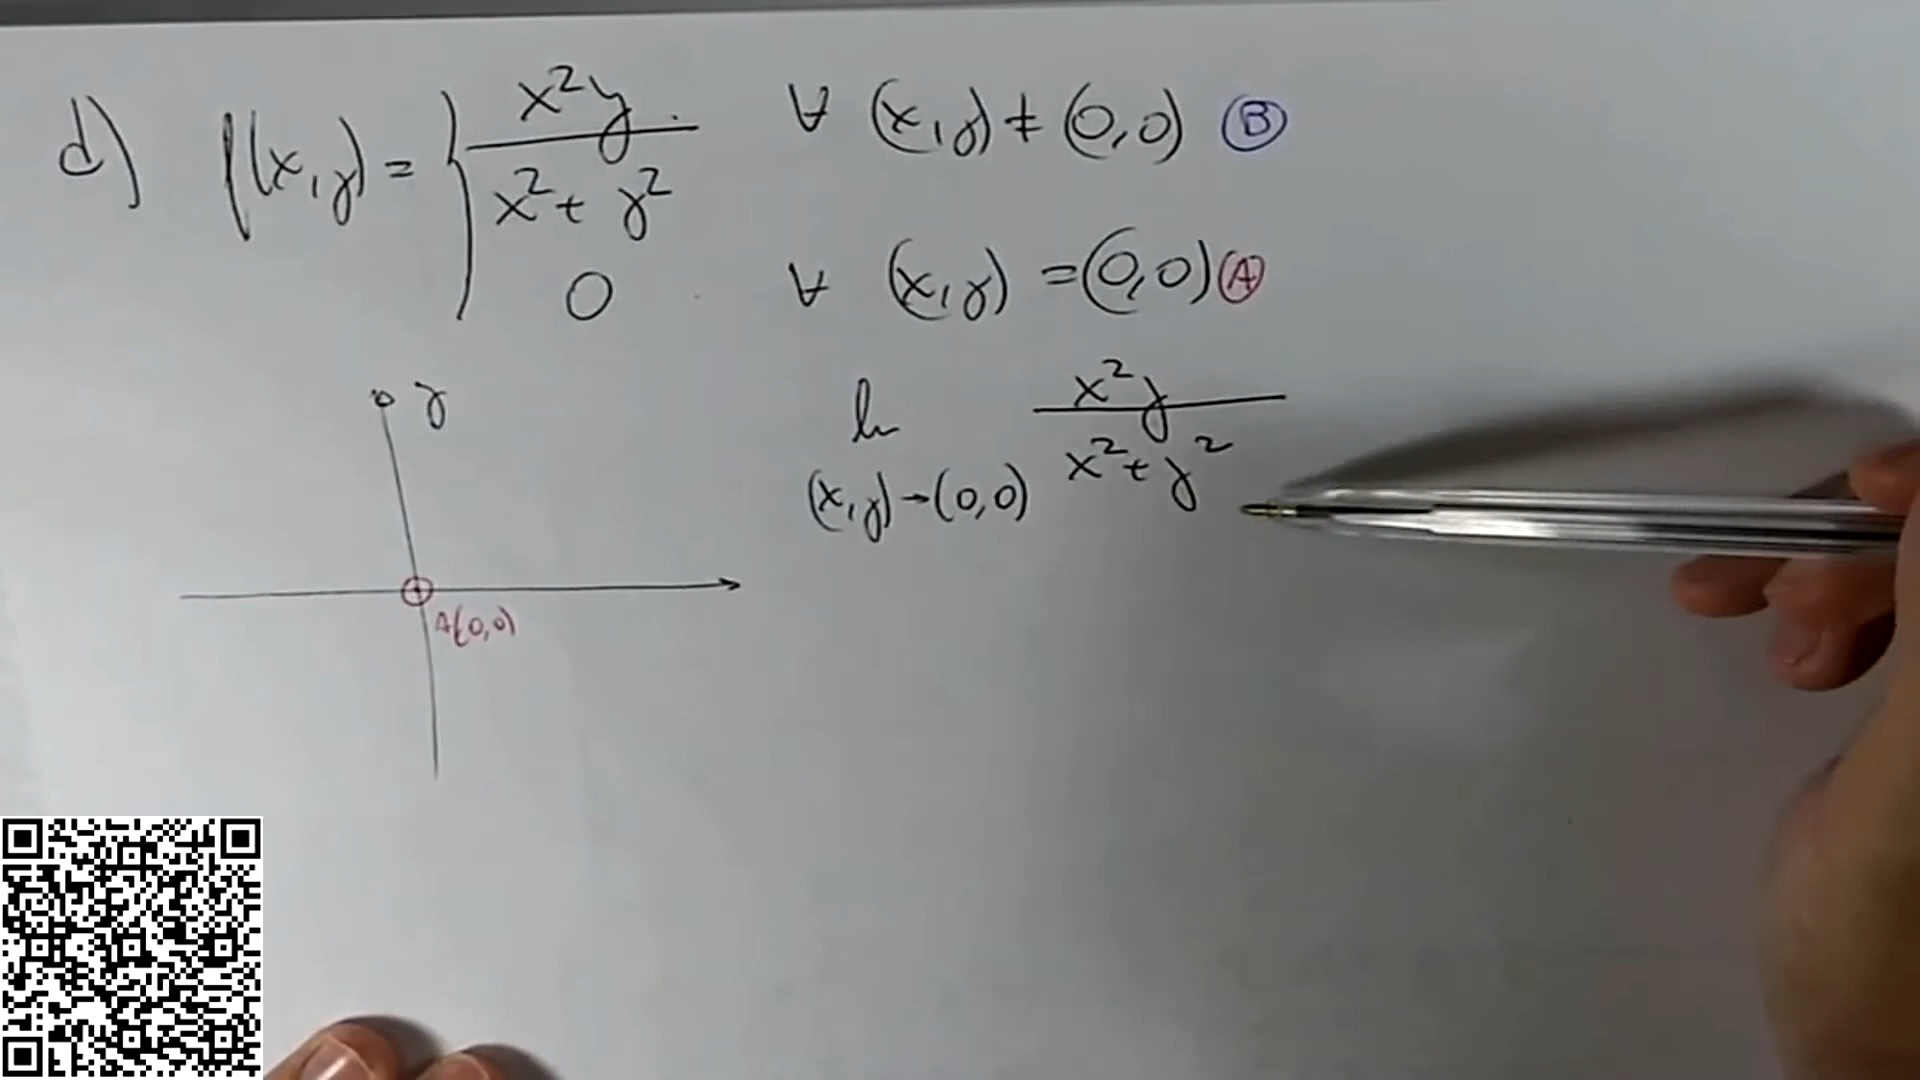 d) f(x,y) = { x²y / x² + y² ∀ (x,y) ≠ (0,0) Ⓑ
0 ∀ (x,y) = (0,0) Ⓐ
y
A(0,0)
lim x²y / x² + y²
(x,y)→(0,0)